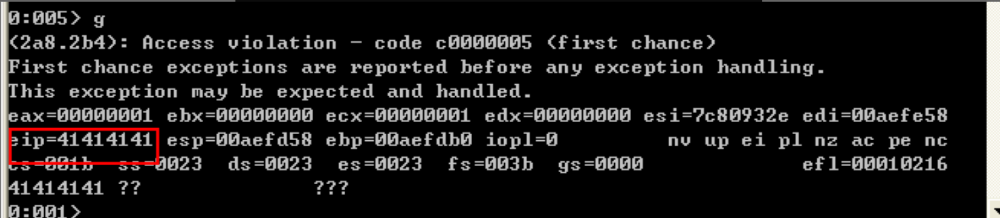 0:005> g
(2a8.2b4): Access violation - code c0000005 (first chance)
First chance exceptions are reported before any exception handling.
This exception may be expected and handled.
eax=00000001 ebx=00000000 ecx=00000001 edx=00000000 esi=7c80932e edi=00aefe58
eip=41414141 esp=00aefd58 ebp=00aefdb0 iopl=0         nv up ei pl nz ac pe nc
cs=001b  ss=0023  ds=0023  es=0023  fs=003b  gs=0000             efl=00010216
41414141 ??              ???
0:001>